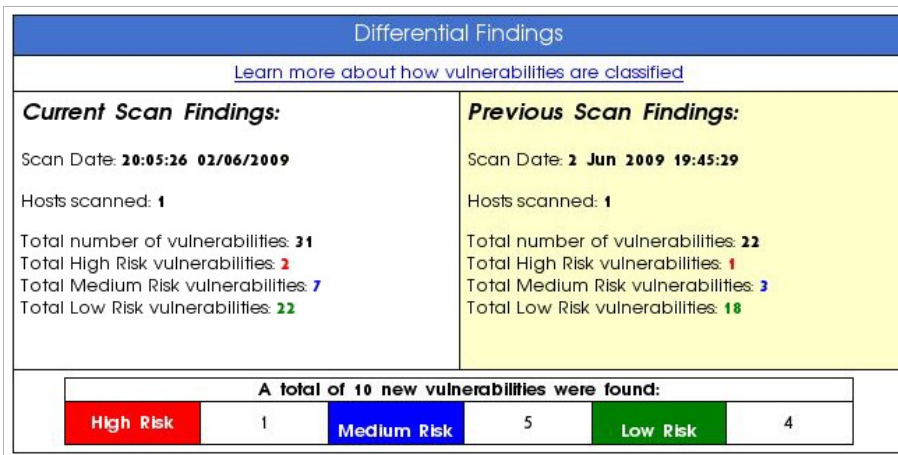 Differential Findings
Learn more about how vulnerabilities are classified
Current Scan Findings:
Scan Date: 20:05:26 02/06/2009
Hosts scanned: 1
Total number of vulnerabilities: 31
Total High Risk vulnerabilities: 2
Total Medium Risk vulnerabilities: 7
Total Low Risk vulnerabilities: 22
Previous Scan Findings:
Scan Date: 2 Jun 2009 19:45:29
Hosts scanned: 1
Total number of vulnerabilities: 22
Total High Risk vulnerabilities: 1
Total Medium Risk vulnerabilities: 3
Total Low Risk vulnerabilities: 18
A total of 10 new vulnerabilities were found:
High Risk 1 Medium Risk 5 Low Risk 4